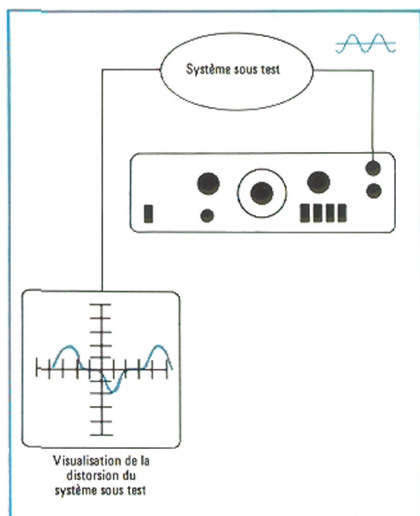 Système sous test
Visualisation de la
distorsion du
système sous test